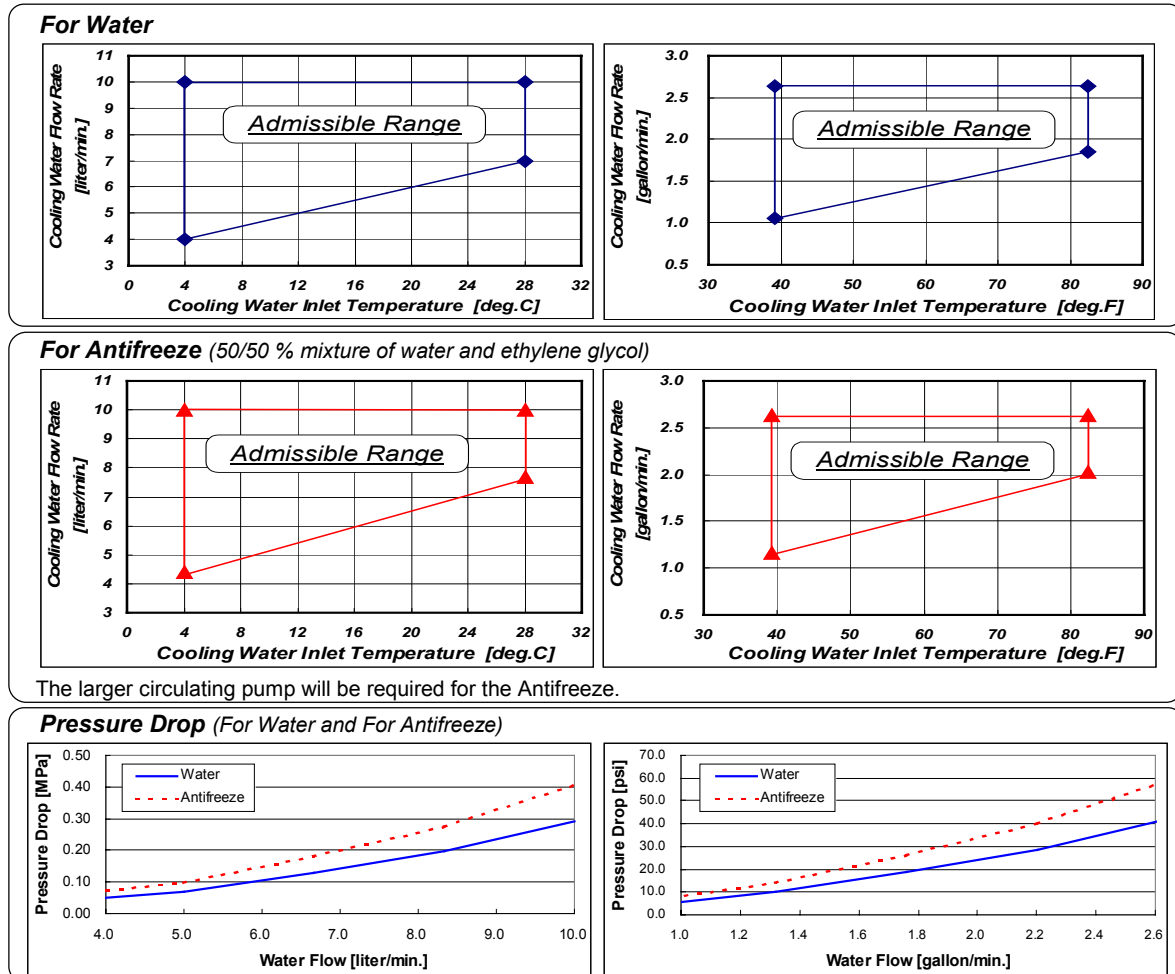 For Water
Cooling Water Flow Rate
[liter/min.]
11
10
9
8
7
6
5
4
3
Admissible Range
0 4 8 12 16 20 24 28 32
Cooling Water Inlet Temperature [deg.C]
Cooling Water Flow Rate
[gallon/min.]
3.0
2.5
2.0
1.5
1.0
0.5
Admissible Range
30 40 50 60 70 80 90
Cooling Water Inlet Temperature [deg.F]
For Antifreeze (50/50 % mixture of water and ethylene glycol)
Cooling Water Flow Rate
[liter/min.]
11
10
9
8
7
6
5
4
3
Admissible Range
0 4 8 12 16 20 24 28 32
Cooling Water Inlet Temperature [deg.C]
Cooling Water Flow Rate
[gallon/min.]
3.0
2.5
2.0
1.5
1.0
0.5
Admissible Range
30 40 50 60 70 80 90
Cooling Water Inlet Temperature [deg.F]
The larger circulating pump will be required for the Antifreeze.
Pressure Drop (For Water and For Antifreeze)
Pressure Drop [MPa]
0.50
0.40
0.30
0.20
0.10
0.00
Water
Antifreeze
4.0 5.0 6.0 7.0 8.0 9.0 10.0
Water Flow [liter/min.]
Pressure Drop [psi]
70.0
60.0
50.0
40.0
30.0
20.0
10.0
0.0
Water
Antifreeze
1.0 1.2 1.4 1.6 1.8 2.0 2.2 2.4 2.6
Water Flow [gallon/min.]